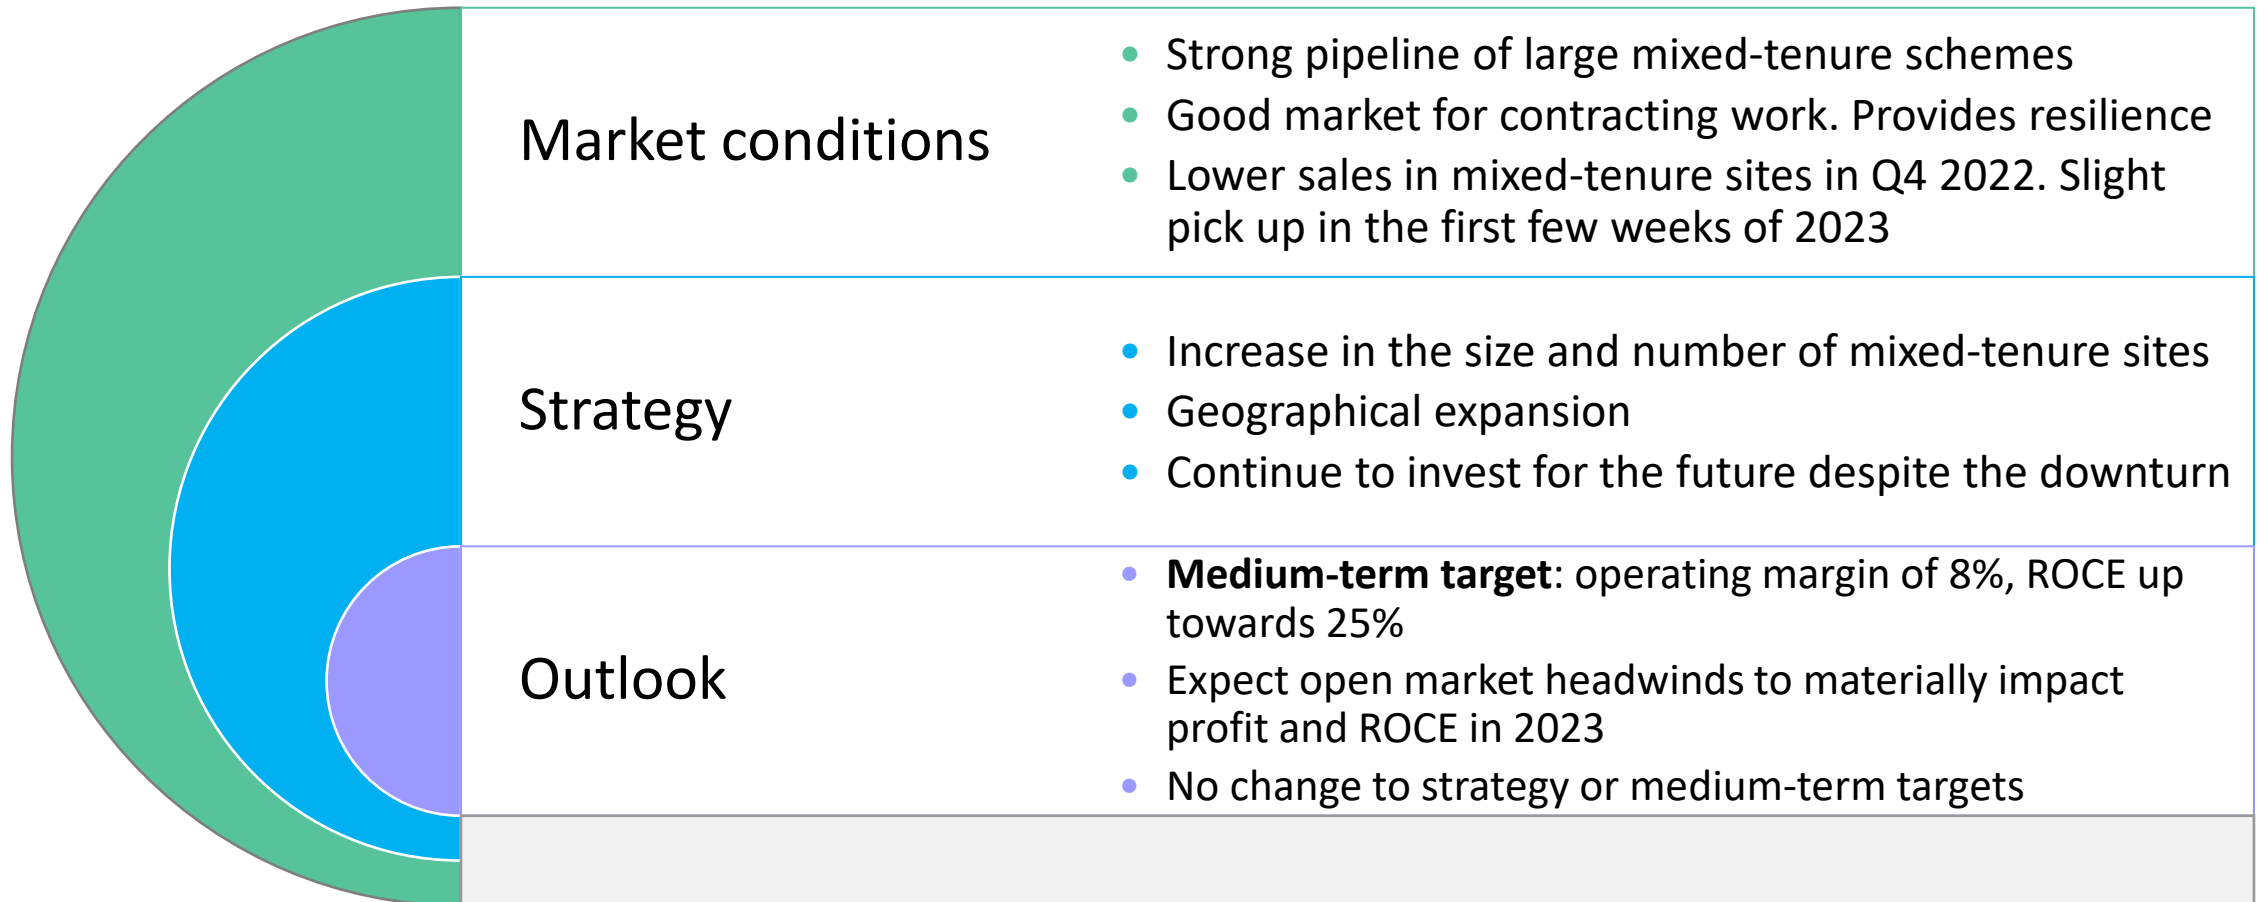 Market conditions
• Strong pipeline of large mixed-tenure schemes
• Good market for contracting work. Provides resilience
• Lower sales in mixed-tenure sites in Q4 2022. Slight
pick up in the first few weeks of 2023
Strategy
• Increase in the size and number of mixed-tenure sites
• Geographical expansion
• Continue to invest for the future despite the downturn
Outlook
• Medium-term target: operating margin of 8%, ROCE up
towards 25%
• Expect open market headwinds to materially impact
profit and ROCE in 2023
• No change to strategy or medium-term targets